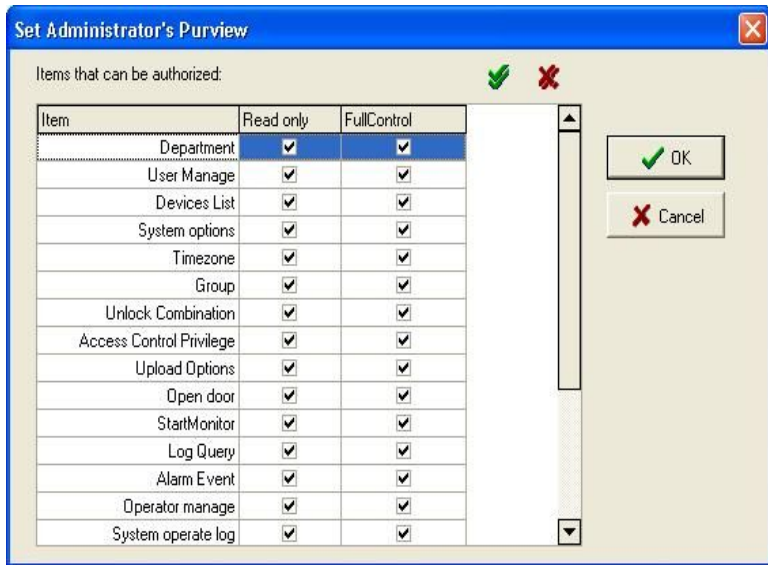 Set Administrator's Purview
Items that can be authorized:
Item Read only FullControl
Department
User Manage
Devices List
System options
Timezone
Group
Unlock Combination
Access Control Privilege
Upload Options
Open door
StartMonitor
Log Query
Alarm Event
Operator manage
System operate log
OK
Cancel